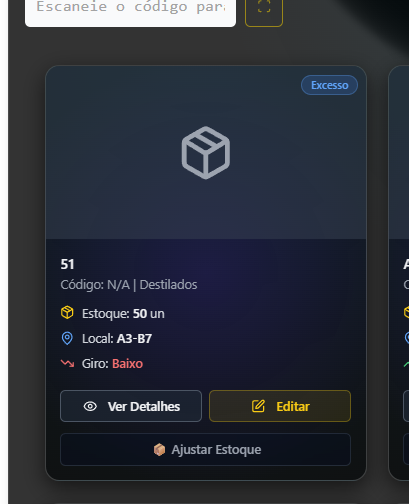 Escaneie o código par
Excesso
51
Código: N/A | Destilados
Estoque: 50 un
Local: A3-B7
Giro: Baixo
Ver Detalhes
Editar
Ajustar Estoque